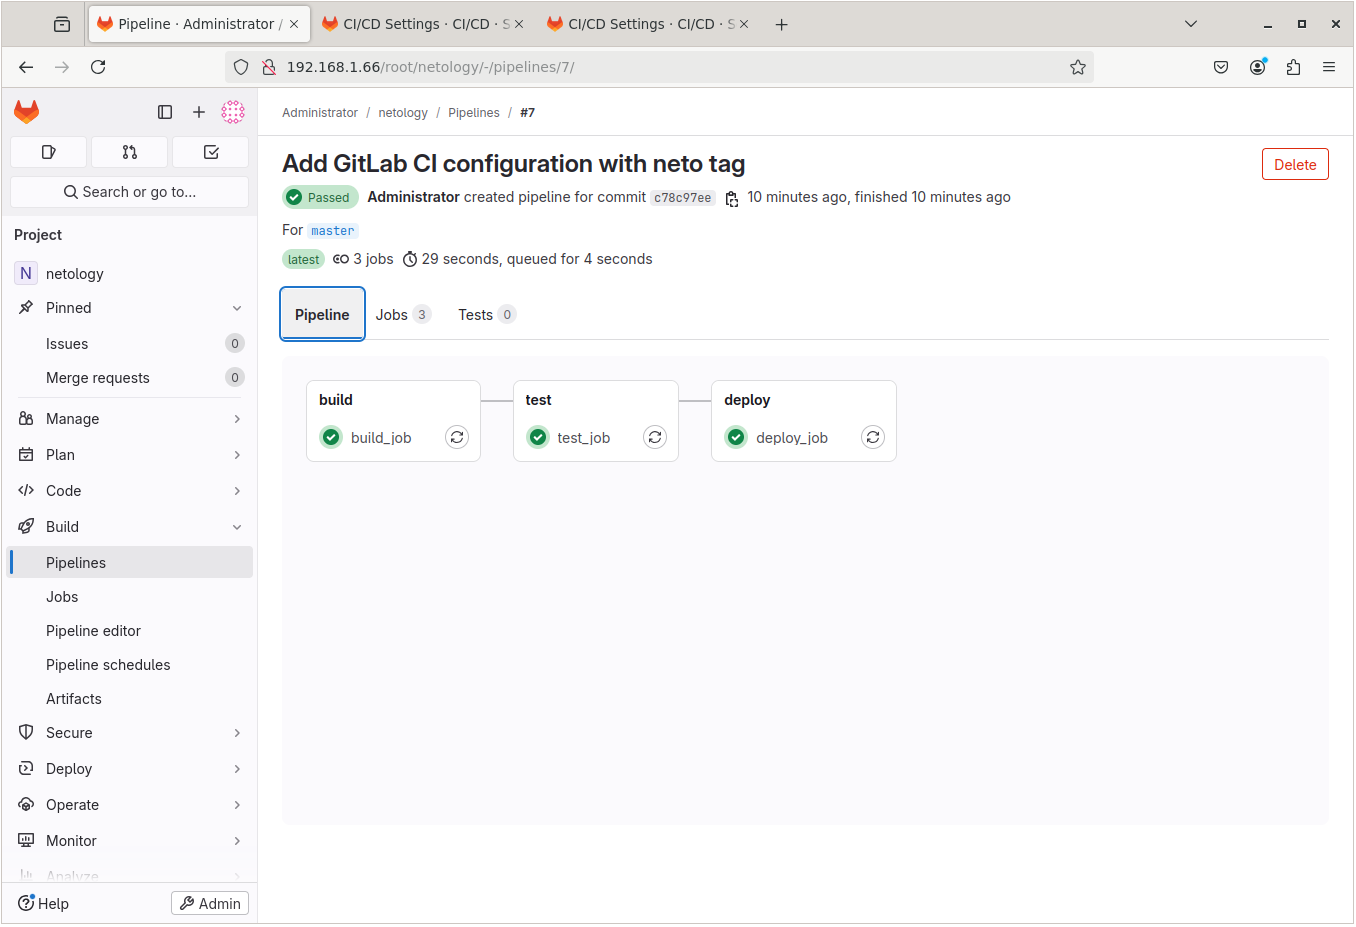 Pipeline · Administrator /
CI/CD Settings · CI/CD · S
CI/CD Settings · CI/CD · S
192.168.1.66/root/netology/-/pipelines/7/
Search or go to...
Project
N netology
Pinned
Issues 0
Merge requests 0
Manage
Plan
Code
Build
Pipelines
Jobs
Pipeline editor
Pipeline schedules
Artifacts
Secure
Deploy
Operate
Monitor
Analyze
Help
Admin
Administrator / netology / Pipelines / #7
Add GitLab CI configuration with neto tag
Delete
Passed Administrator created pipeline for commit c78c97ee 10 minutes ago, finished 10 minutes ago
For master
latest 3 jobs 29 seconds, queued for 4 seconds
Pipeline Jobs 3 Tests 0
build test deploy
build_job test_job deploy_job